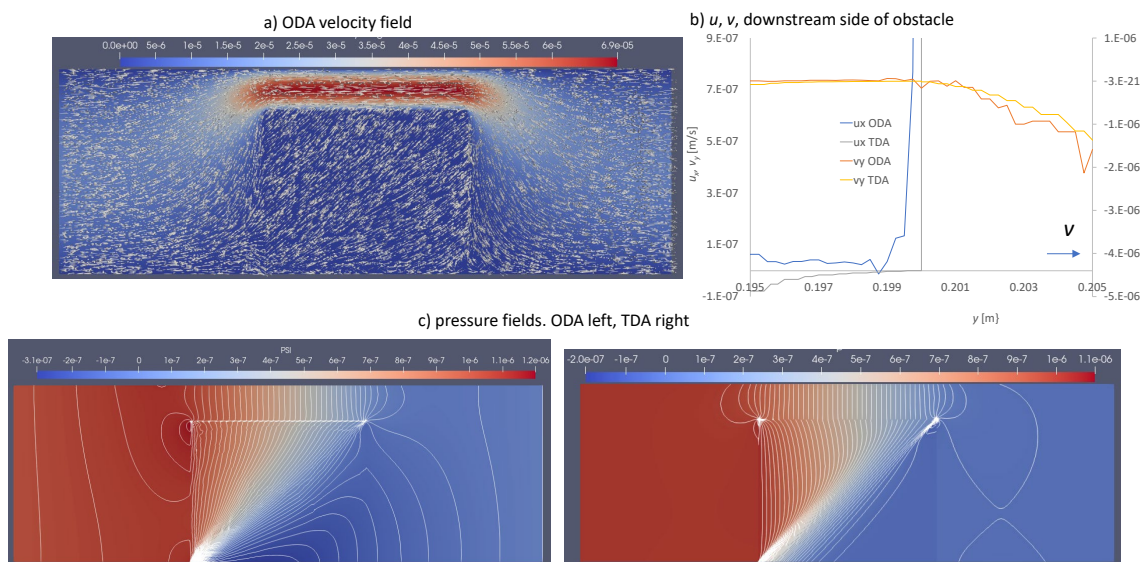 a) ODA velocity field
0.0e+00 5e-6 1e-5 1.5e-5 2e-5 2.5e-5 3e-5 3.5e-5 4e-5 4.5e-5 5e-5 5.5e-5 6e-5 6.9e-05
b) u, v, downstream side of obstacle
9.E-07
7.E-07
5.E-07
3.E-07
1.E-07
-1.E-07
uₓ, vᵧ [m/s]
ux ODA
ux TDA
vy ODA
vy TDA
1.E-06
-3E-21
-1.E-06
-2.E-06
-3.E-06
-4.E-06
-5.E-06
v
0.195 0.197 0.199 0.201 0.203 0.205
y [m}
c) pressure fields. ODA left, TDA right
PSI
-3.1e-07 -2e-7 -1e-7 0 1e-7 2e-7 3e-7 4e-7 5e-7 6e-7 7e-7 8e-7 9e-7 1e-6 1.2e-06
-2.0e-07 -1e-7 0 1e-7 2e-7 3e-7 4e-7 5e-7 6e-7 7e-7 8e-7 9e-7 1e-6 1.1e-06